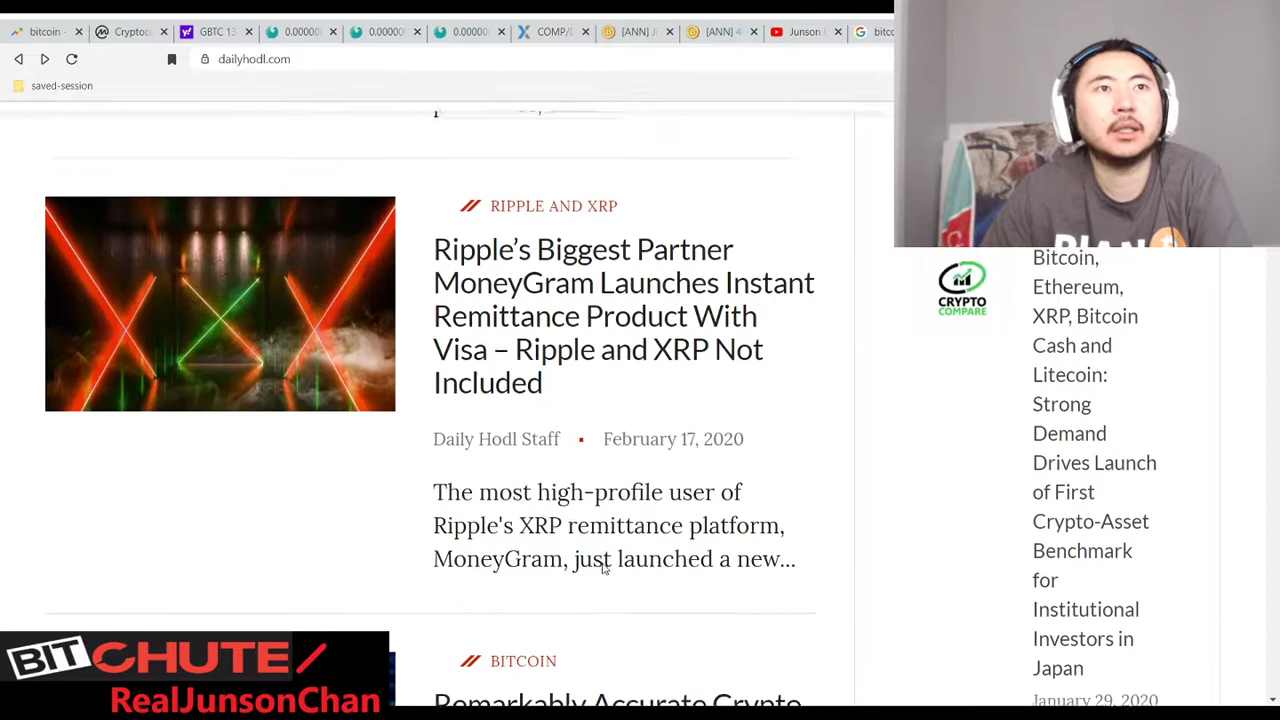 bitcoin -
Cryptoc
GBTC 13
0.00000
0.00000
0.00000
COMP/
[ANN] J
[ANN] 4
Junson
bitc
dailyhodl.com
saved-session
RIPPLE AND XRP
Ripple’s Biggest Partner
MoneyGram Launches Instant
Remittance Product With
Visa – Ripple and XRP Not
Included
Daily Hodl Staff ▪ February 17, 2020
The most high-profile user of
Ripple's XRP remittance platform,
MoneyGram, just launched a new...
BITCOIN
Remarkably Accurate Crypto
CRYPTO
COMPARE
Bitcoin,
Ethereum,
XRP, Bitcoin
Cash and
Litecoin:
Strong
Demand
Drives Launch
of First
Crypto-Asset
Benchmark
for
Institutional
Investors in
Japan
January 29, 2020
BITCHUTE/
RealJunsonChan